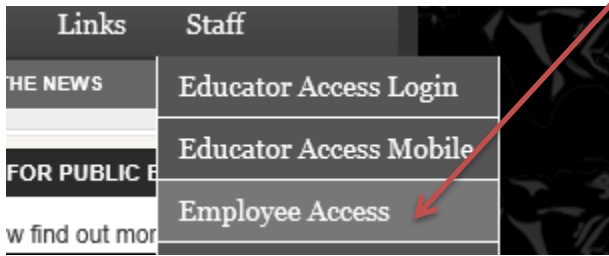 Links Staff
THE NEWS
Educator Access Login
Educator Access Mobile
FOR PUBLIC
Employee Access
w find out mor